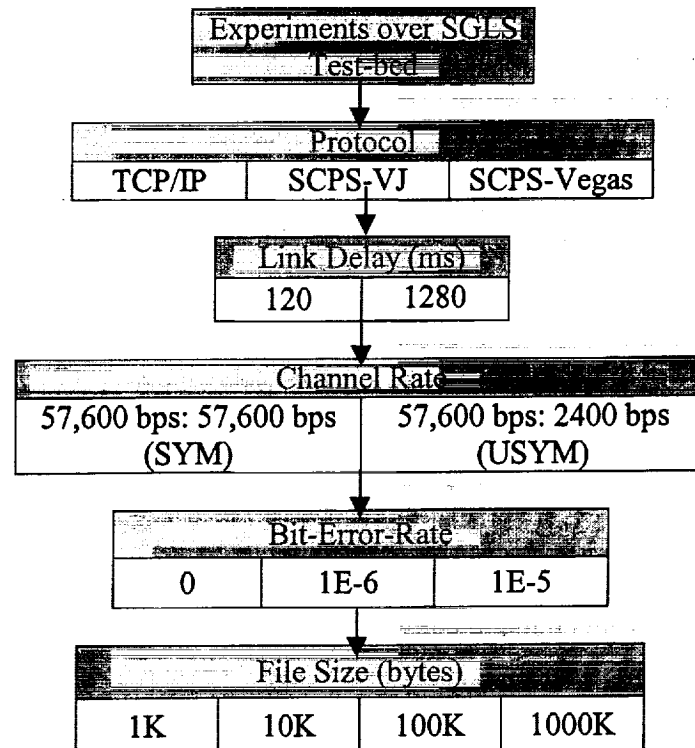 Experiments over SGLS
Test-bed
Protocol
TCP/IP SCPS-VJ SCPS-Vegas
Link Delay (ms)
120 1280
Channel Rate
57,600 bps: 57,600 bps 57,600 bps: 2400 bps
(SYM) (USYM)
Bit-Error-Rate
0 1E-6 1E-5
File Size (bytes)
1K 10K 100K 1000K